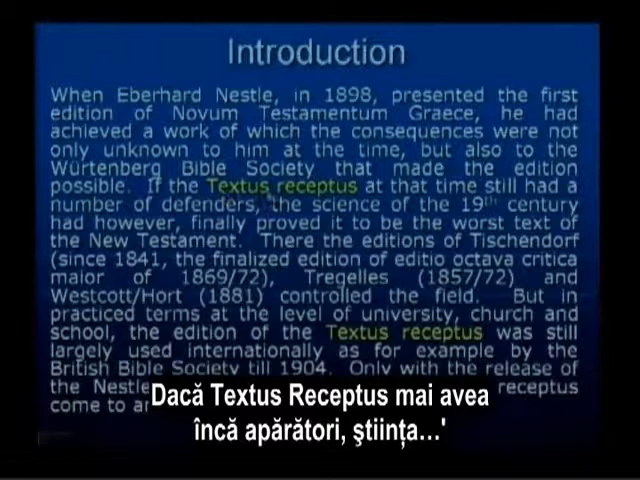 Introduction
When Eberhard Nestle, in 1898, presented the first
edition of Novum Testamentum Graece, he had
achieved a work of which the consequences were not
only unknown to him at the time, but also to the
Würtenberg Bible Society that made the edition
possible. If the Textus receptus at that time still had a
number of defenders, the science of the 19th century
had however, finally proved it to be the worst text of
the New Testament. There the editions of Tischendorf
(since 1841, the finalized edition of editio octava critica
maior of 1869/72), Tregelles (1857/72) and
Westcott/Hort (1881) controlled the field. But in
practiced terms at the level of university, church and
school, the edition of the Textus receptus was still
largely used internationally as for example by the
British Bible Society till 1904. Only with the release of
the Nestle receptus
come to
Dacă Textus Receptus mai avea
încă apărători, ştiinţa...'